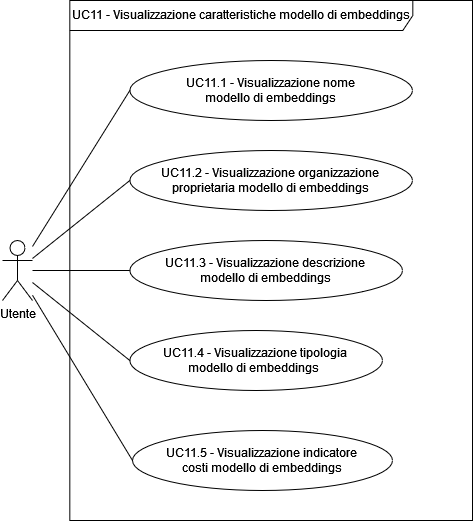 UC11 - Visualizzazione caratteristiche modello di embeddings
UC11.1 - Visualizzazione nome
modello di embeddings
UC11.2 - Visualizzazione organizzazione
proprietaria modello di embeddings
UC11.3 - Visualizzazione descrizione
modello di embeddings
Utente
UC11.4 - Visualizzazione tipologia
modello di embeddings
UC11.5 - Visualizzazione indicatore
costi modello di embeddings